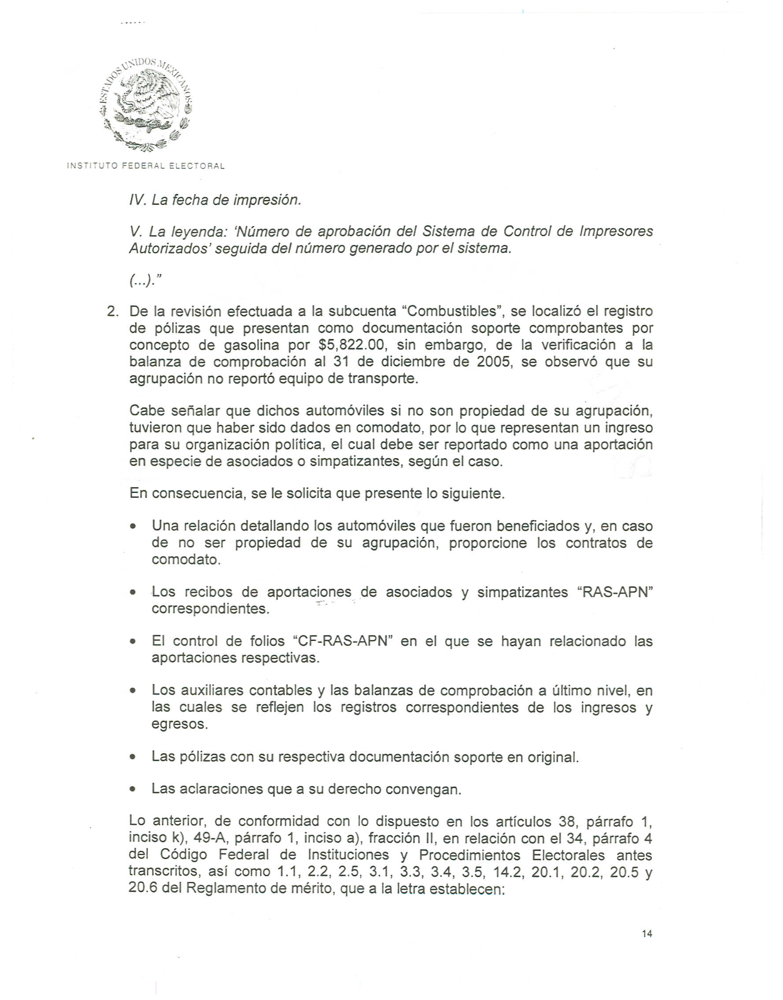 ESTADOS UNIDOS MEXICANOS
INSTITUTO FEDERAL ELECTORAL
IV. La fecha de impresión.
V. La leyenda: ‘Número de aprobación del Sistema de Control de Impresores
Autorizados’ seguida del número generado por el sistema.
(...).”
2. De la revisión efectuada a la subcuenta “Combustibles”, se localizó el registro
de pólizas que presentan como documentación soporte comprobantes por
concepto de gasolina por $5,822.00, sin embargo, de la verificación a la
balanza de comprobación al 31 de diciembre de 2005, se observó que su
agrupación no reportó equipo de transporte.
Cabe señalar que dichos automóviles si no son propiedad de su agrupación,
tuvieron que haber sido dados en comodato, por lo que representan un ingreso
para su organización política, el cual debe ser reportado como una aportación
en especie de asociados o simpatizantes, según el caso.
En consecuencia, se le solicita que presente lo siguiente.
• Una relación detallando los automóviles que fueron beneficiados y, en caso
de no ser propiedad de su agrupación, proporcione los contratos de
comodato.
• Los recibos de aportaciones de asociados y simpatizantes “RAS-APN”
correspondientes.
• El control de folios “CF-RAS-APN” en el que se hayan relacionado las
aportaciones respectivas.
• Los auxiliares contables y las balanzas de comprobación a último nivel, en
las cuales se reflejen los registros correspondientes de los ingresos y
egresos.
• Las pólizas con su respectiva documentación soporte en original.
• Las aclaraciones que a su derecho convengan.
Lo anterior, de conformidad con lo dispuesto en los artículos 38, párrafo 1,
inciso k), 49-A, párrafo 1, inciso a), fracción II, en relación con el 34, párrafo 4
del Código Federal de Instituciones y Procedimientos Electorales antes
transcritos, así como 1.1, 2.2, 2.5, 3.1, 3.3, 3.4, 3.5, 14.2, 20.1, 20.2, 20.5 y
20.6 del Reglamento de mérito, que a la letra establecen:
14